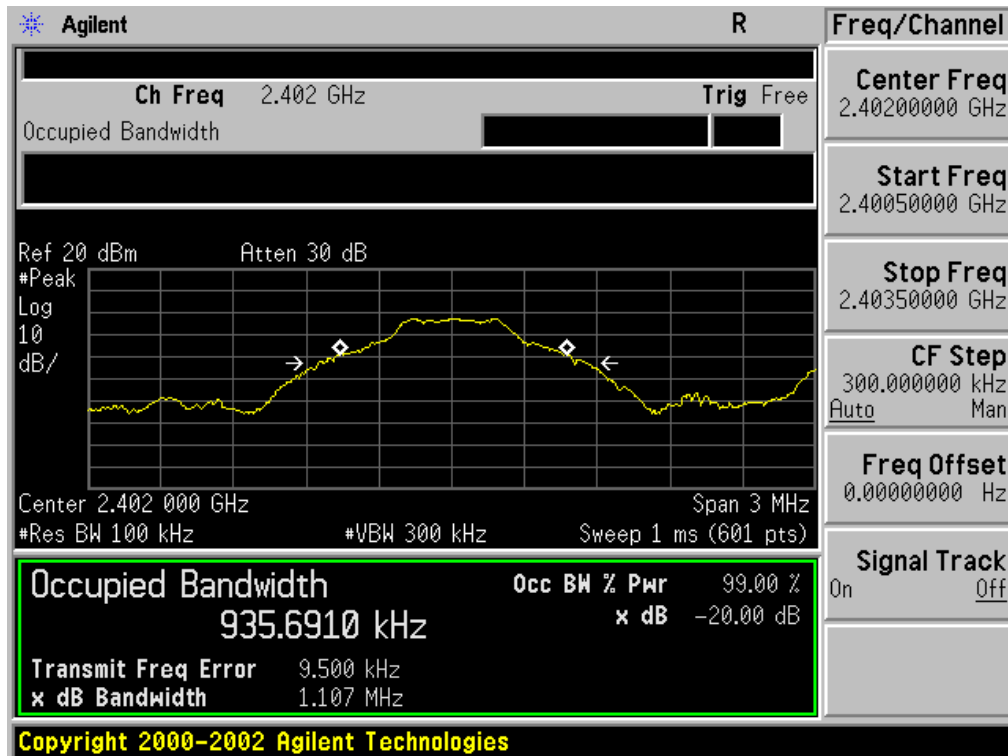 Agilent R Freq/Channel
Ch Freq 2.402 GHz Trig Free
Occupied Bandwidth
Center Freq
2.40200000 GHz
Start Freq
2.40050000 GHz
Stop Freq
2.40350000 GHz
CF Step
300.000000 kHz
Auto Man
Freq Offset
0.00000000 Hz
Signal Track
On Off
Ref 20 dBm Atten 30 dB
#Peak
Log
10
dB/
Center 2.402 000 GHz Span 3 MHz
#Res BW 100 kHz #VBW 300 kHz Sweep 1 ms (601 pts)
Occupied Bandwidth Occ BW % Pwr 99.00 %
935.6910 kHz x dB -20.00 dB
Transmit Freq Error 9.500 kHz
x dB Bandwidth 1.107 MHz
Copyright 2000-2002 Agilent Technologies